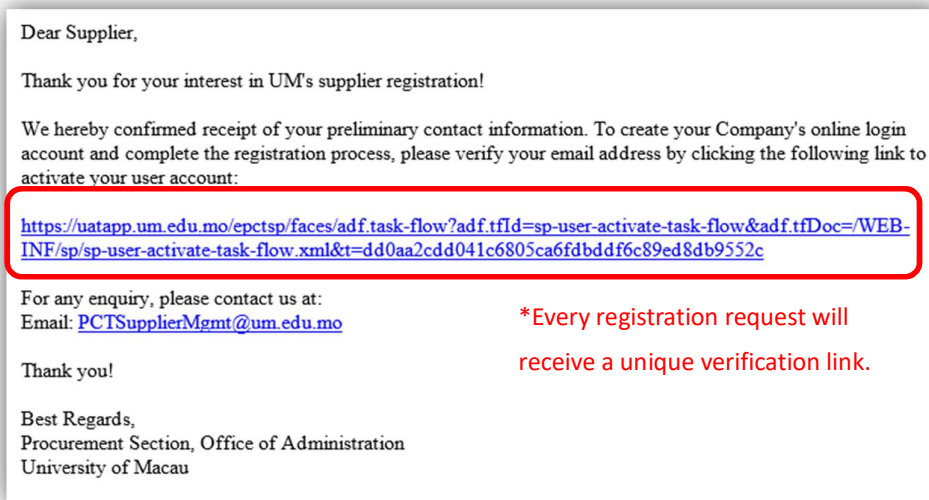 Dear Supplier,
Thank you for your interest in UM's supplier registration!
We hereby confirmed receipt of your preliminary contact information. To create your Company's online login
account and complete the registration process, please verify your email address by clicking the following link to
activate your user account:
https://uatapp.um.edu.mo/epctsp/faces/adf.task-flow?adf.tfId=sp-user-activate-task-flow&adf.tfDoc=/WEB-
INF/sp/sp-user-activate-task-flow.xml&t=dd0aa2cdd041c6805ca6fdbddf6c89ed8db9552c
For any enquiry, please contact us at:
Email: PCTSupplierMgmt@um.edu.mo
*Every registration request will
receive a unique verification link.
Thank you!
Best Regards,
Procurement Section, Office of Administration
University of Macau